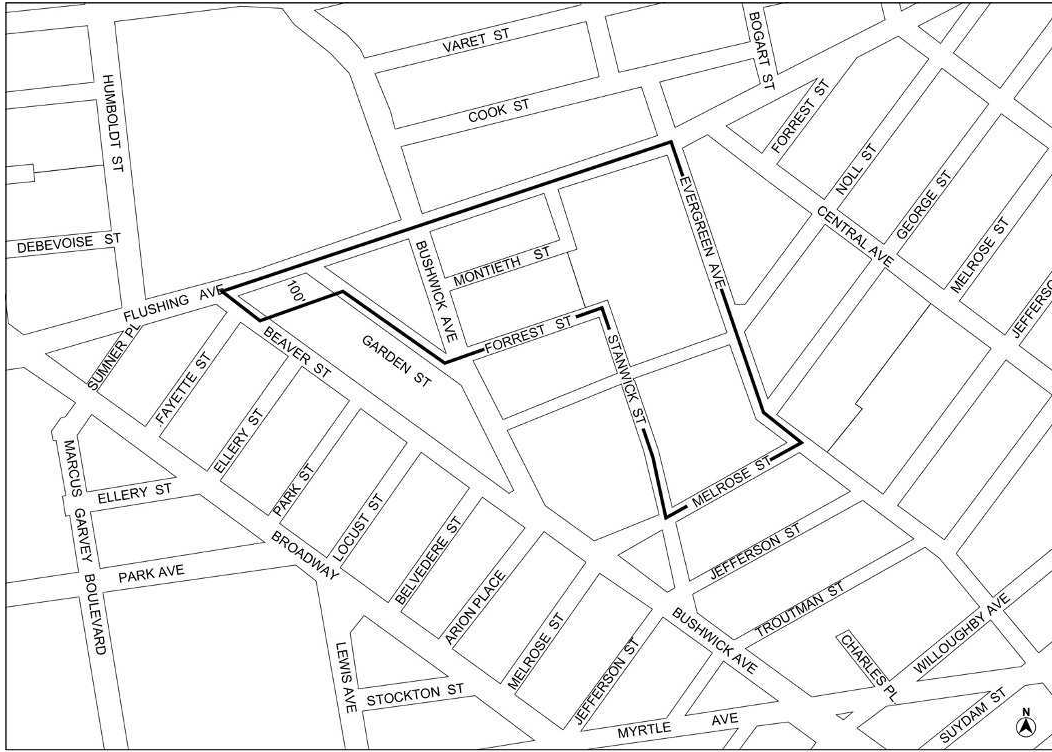 VARET ST
BOGART ST
HUMBOLDT ST
COOK ST
FORREST ST
NOLL ST
EVERGREEN AVE
GEORGE ST
CENTRAL AVE
MELROSE ST
DEBEVOISE ST
BUSHWICK AVE
MONTIETH ST
JEFFERSO
FLUSHING AVE
100'
SUMNER PL
BEAVER ST
GARDEN ST
FORREST ST
STANWICK ST
FAYETTE ST
ELLERY ST
MARCUS GARVEY BOULEVARD
ELLERY ST
PARK ST
LOCUST ST
MELROSE ST
BROADWAY
BELVEDERE ST
JEFFERSON ST
PARK AVE
ARION PLACE
TROUTMAN ST
WILLOUGHBY AVE
BUSHWICK AVE
MELROSE ST
JEFFERSON ST
CHARLES PL
LEWIS AVE
STOCKTON ST
MYRTLE AVE
SUYDAM ST
N